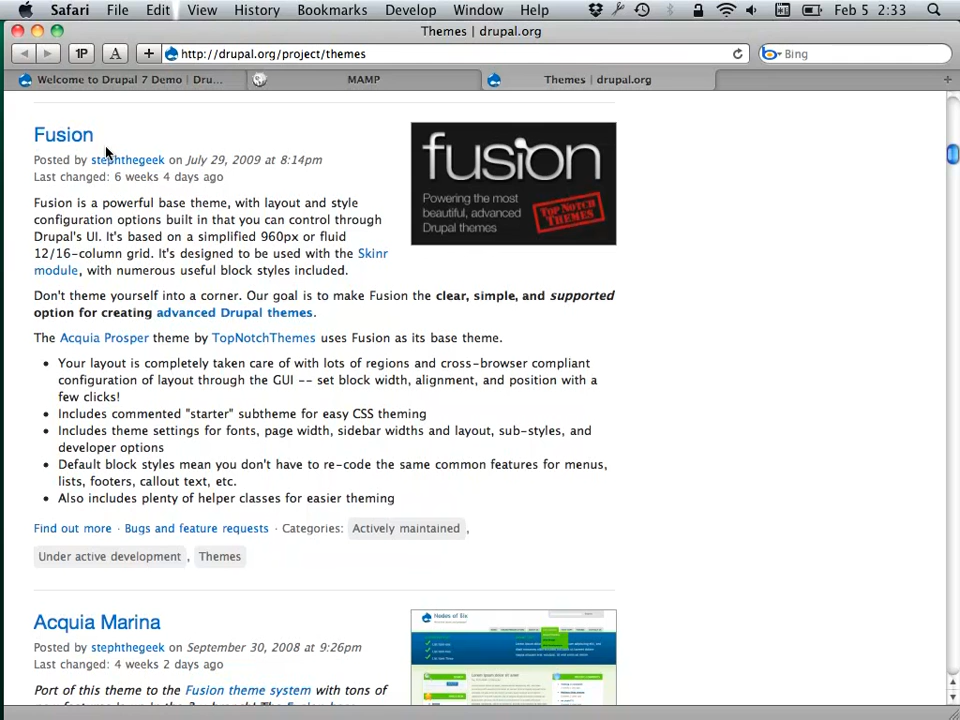 Safari File Edit View History Bookmarks Develop Window Help Feb 5 2:33
Themes | drupal.org
1P A + http://drupal.org/project/themes Bing
Welcome to Drupal 7 Demo | Dru... MAMP Themes | drupal.org
Fusion
Posted by stephthegeek on July 29, 2009 at 8:14pm
Last changed: 6 weeks 4 days ago
Fusion is a powerful base theme, with layout and style
configuration options built in that you can control through
Drupal's UI. It's based on a simplified 960px or fluid
12/16-column grid. It's designed to be used with the Skinr
module, with numerous useful block styles included.
fusion
Powering the most
beautiful, advanced
Drupal themes
TOP NOTCH
THEMES
Don't theme yourself into a corner. Our goal is to make Fusion the clear, simple, and supported
option for creating advanced Drupal themes.
The Acquia Prosper theme by TopNotchThemes uses Fusion as its base theme.
• Your layout is completely taken care of with lots of regions and cross-browser compliant
configuration of layout through the GUI -- set block width, alignment, and position with a
few clicks!
• Includes commented "starter" subtheme for easy CSS theming
• Includes theme settings for fonts, page width, sidebar widths and layout, sub-styles, and
developer options
• Default block styles mean you don't have to re-code the same common features for menus,
lists, footers, callout text, etc.
• Also includes plenty of helper classes for easier theming
Find out more · Bugs and feature requests · Categories: Actively maintained ,
Under active development , Themes
Acquia Marina
Posted by stephthegeek on September 30, 2008 at 9:26pm
Last changed: 4 weeks 2 days ago
Part of this theme to the Fusion theme system with tons of
Nodes of Six